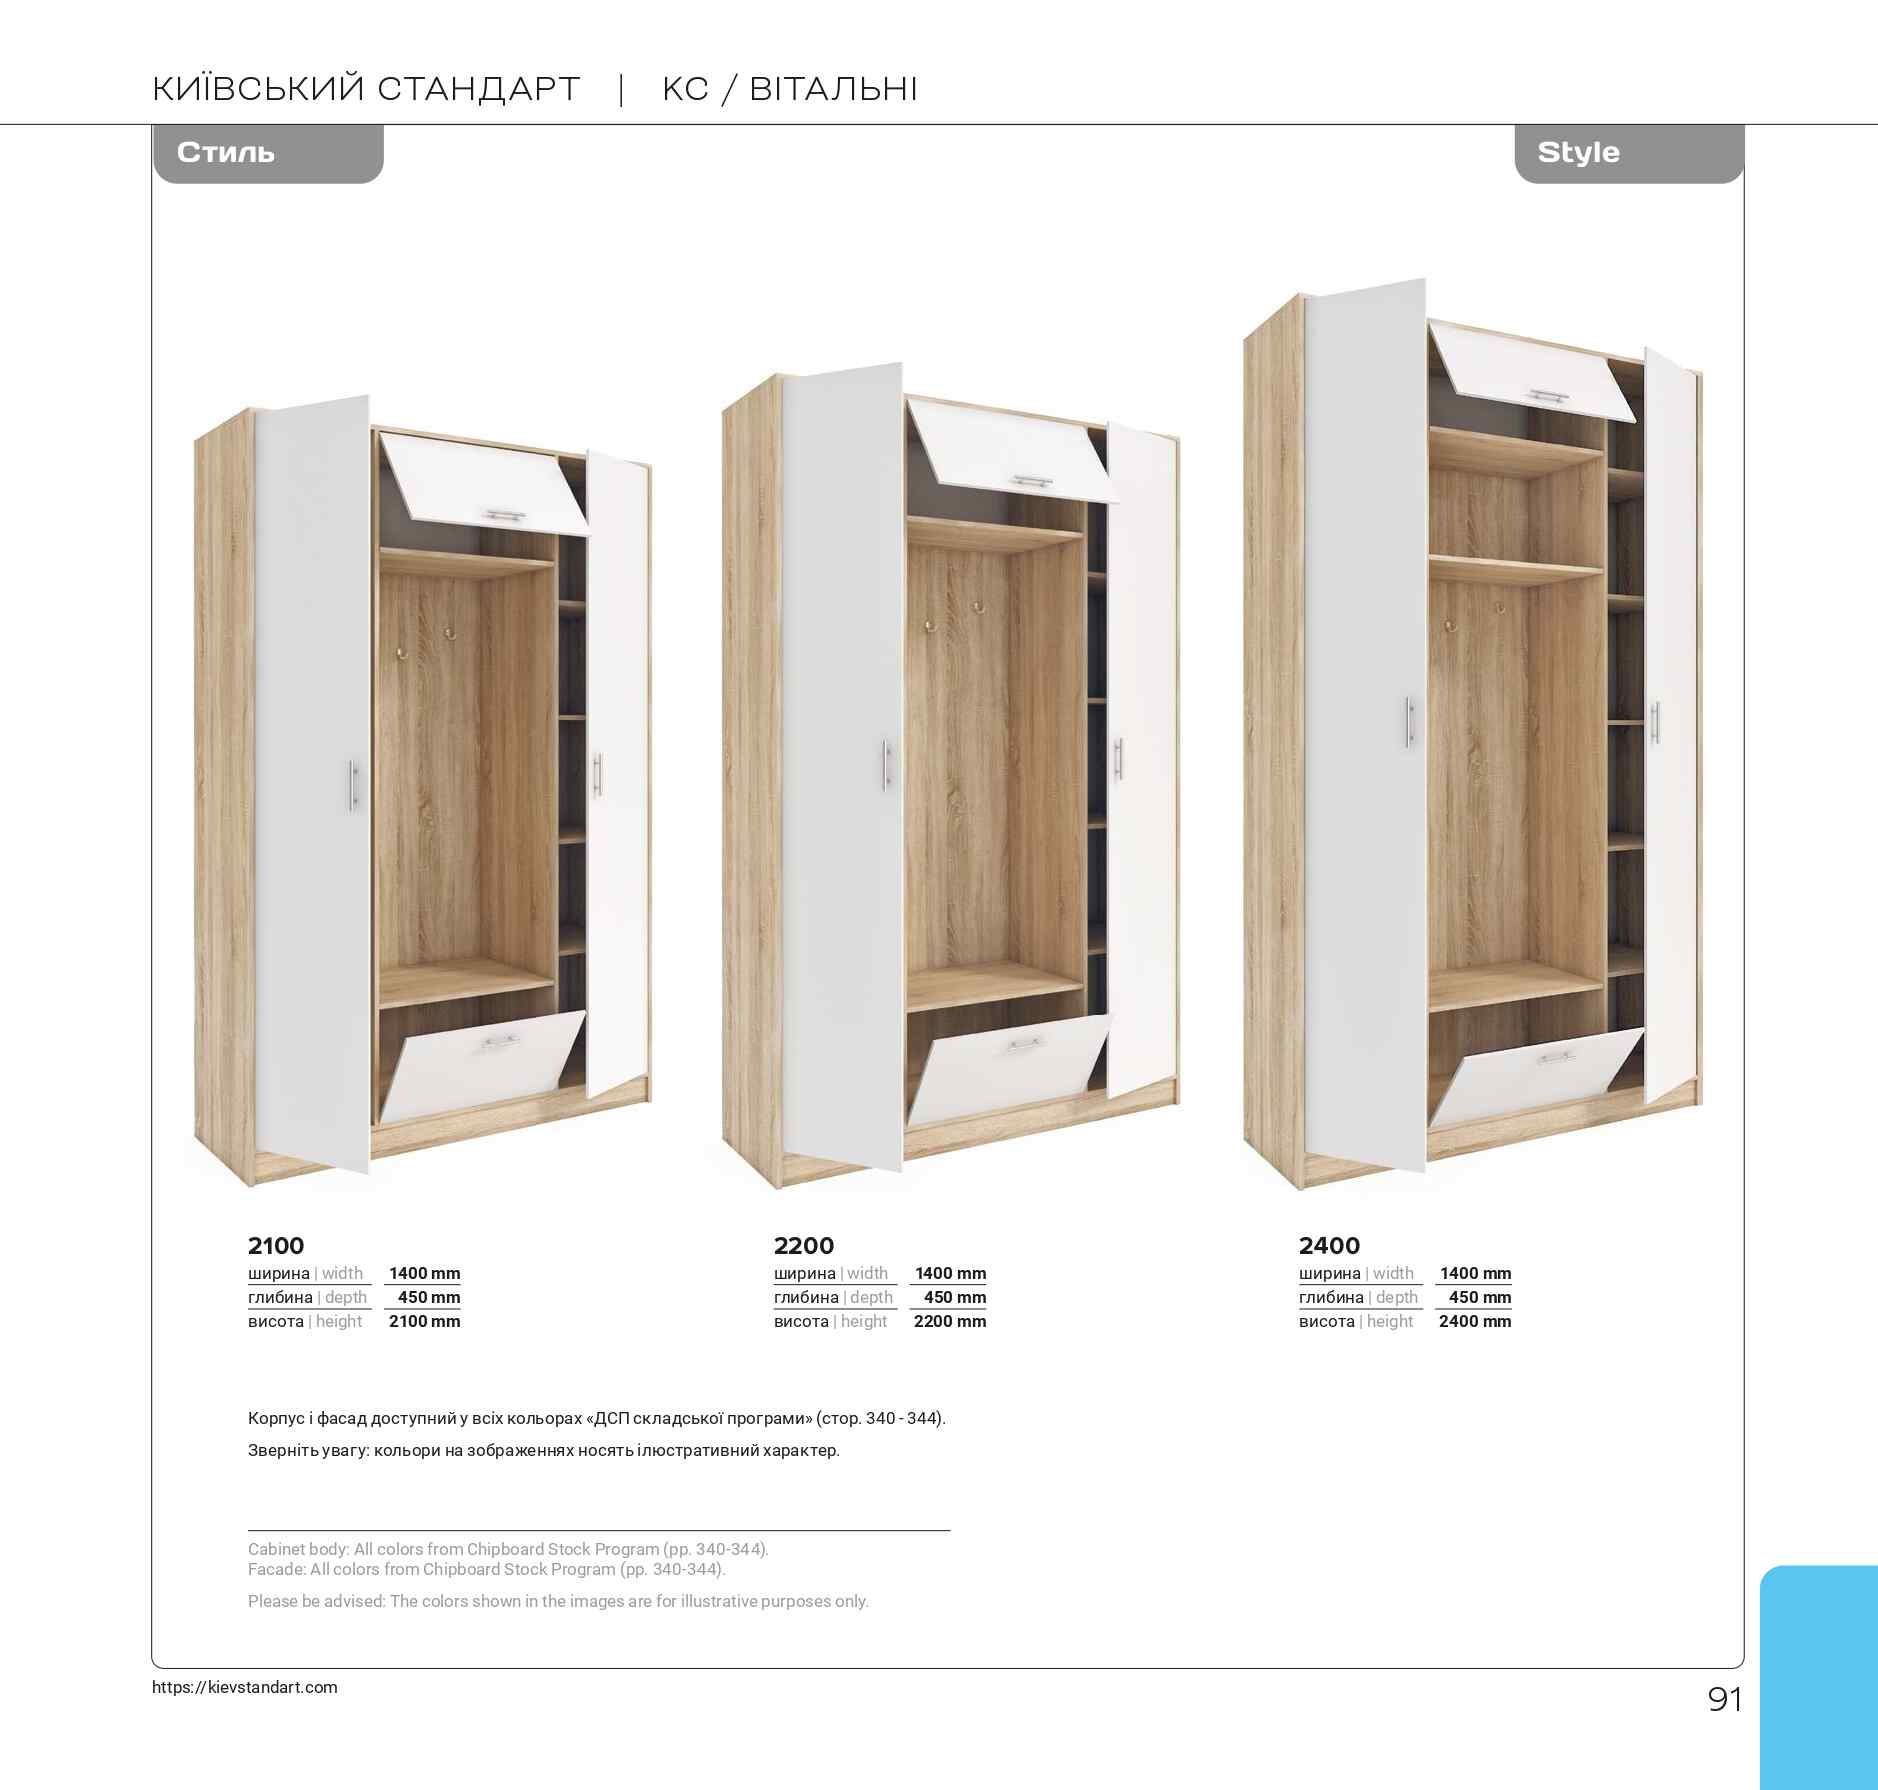 КИЇВСЬКИЙ СТАНДАРТ | КС / ВІТАЛЬНІ
Стиль
Style
2100
ширина | width 1400 mm
глибина | depth 450 mm
висота | height 2100 mm
2200
ширина | width 1400 mm
глибина | depth 450 mm
висота | height 2200 mm
2400
ширина | width 1400 mm
глибина | depth 450 mm
висота | height 2400 mm
Корпус і фасад доступний у всіх кольорах «ДСП складської програми» (стор. 340 - 344).
Зверніть увагу: кольори на зображеннях носять ілюстративний характер.
Cabinet body: All colors from Chipboard Stock Program (pp. 340-344).
Facade: All colors from Chipboard Stock Program (pp. 340-344).
Please be advised: The colors shown in the images are for illustrative purposes only.
https://kievstandart.com
91